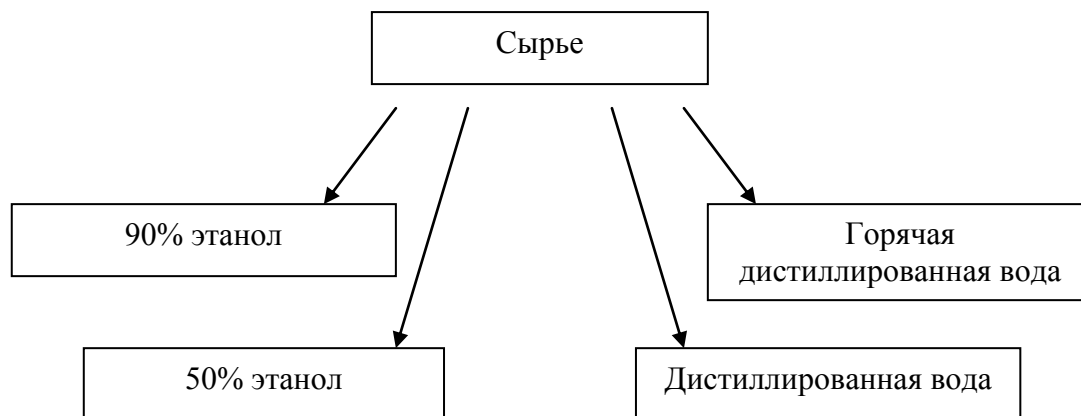 Сырье
90% этанол
Горячая
дистиллированная вода
50% этанол
Дистиллированная вода